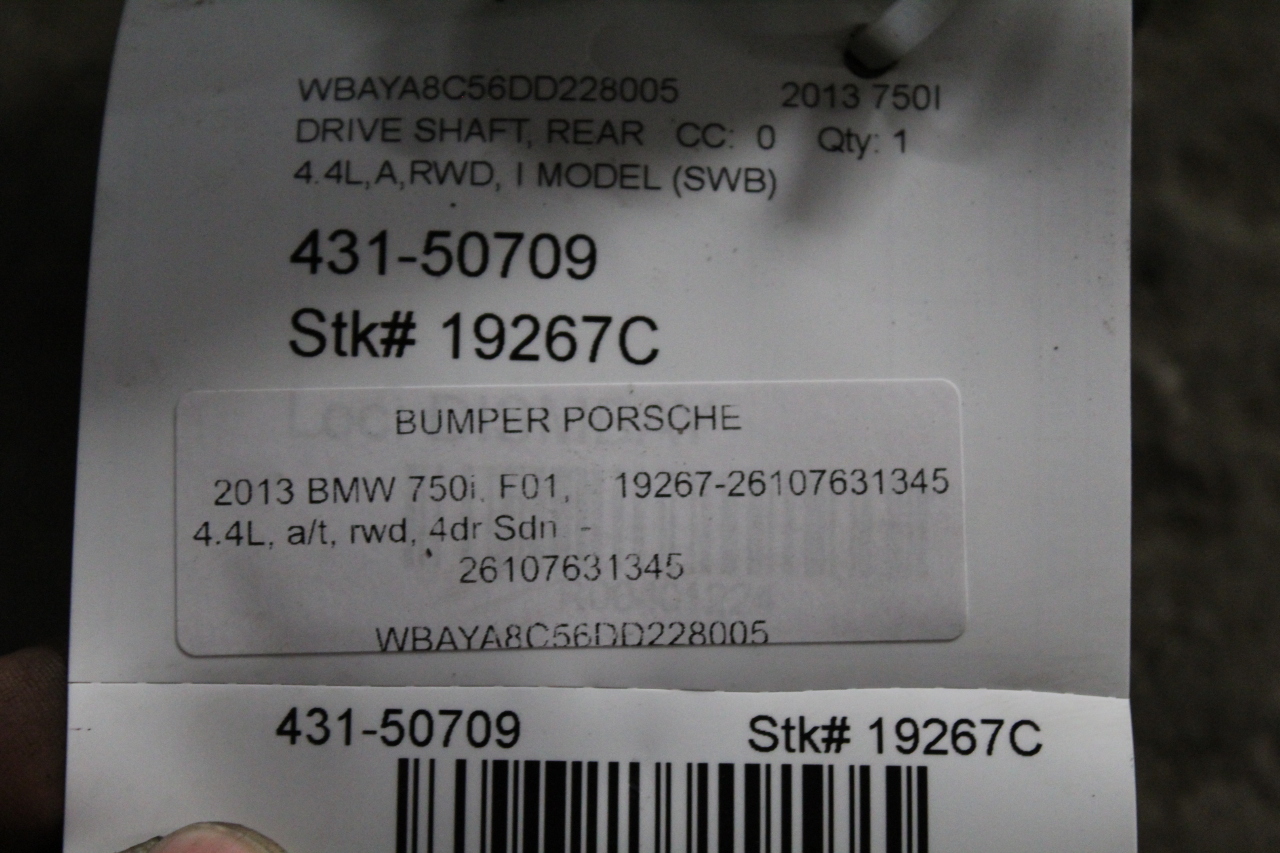 WBAYA8C56DD228005 2013 750I
DRIVE SHAFT, REAR CC: 0 Qty: 1
4.4L,A,RWD, I MODEL (SWB)
431-50709
Stk# 19267C
BUMPER PORSCHE
2013 BMW 750i, F01, 19267-26107631345
4.4L, a/t, rwd, 4dr Sdn -
26107631345
WBAYA8C56DD228005
431-50709 Stk# 19267C